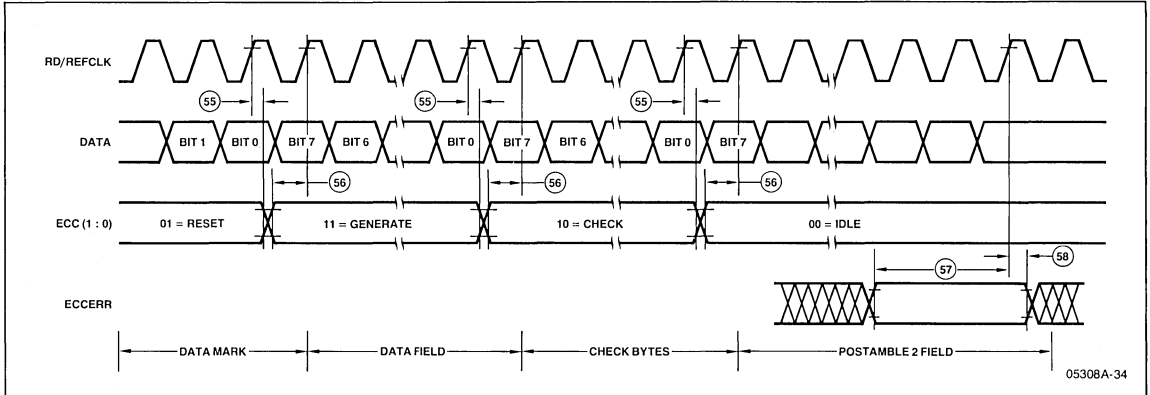 RD/REFCLK
55 55 55
DATA BIT 1 BIT 0 BIT 7 BIT 6 BIT 0 BIT 7 BIT 6 BIT 0 BIT 7
56 56 56
ECC (1 : 0) 01 = RESET 11 = GENERATE 10 = CHECK 00 = IDLE
57 58
ECCERR
DATA MARK DATA FIELD CHECK BYTES POSTAMBLE 2 FIELD
05308A-34